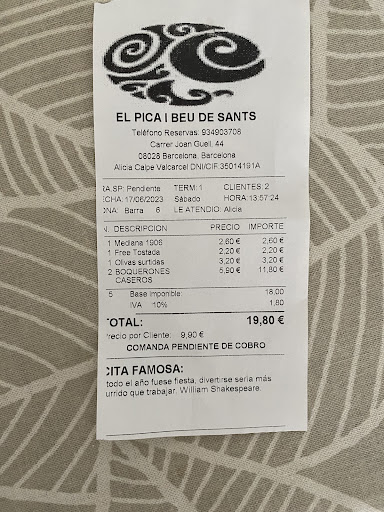 EL PICA I BEU DE SANTS
Teléfono Reservas: 934903708
Carrer Joan Guell, 44
08028 Barcelona, Barcelona
Alicia Calpe Valcarcel DNI/CIF:35014191A
RA.SP: Pendiente TERM: 1 CLIENTES: 2
ECHA: 17/06/2023 Sábado HORA: 13:57:24
ONA: Barra 6 LE ATENDIO: Alicia
N. DESCRIPCION PRECIO IMPORTE
1 Mediana 1906 2,60 € 2,60 €
1 Free Tostada 2,20 € 2,20 €
1 Olivas surtidas 3,20 € 3,20 €
2 BOQUERONES 5,90 € 11,80 €
CASEROS
5 Base imponible: 18,00
IVA 10% 1,80
TOTAL: 19,80 €
recio por Cliente: 9,90 €
COMANDA PENDIENTE DE COBRO
CITA FAMOSA:
todo el año fuese fiesta, divertirse sería más
urrido que trabajar. William Shakespeare.